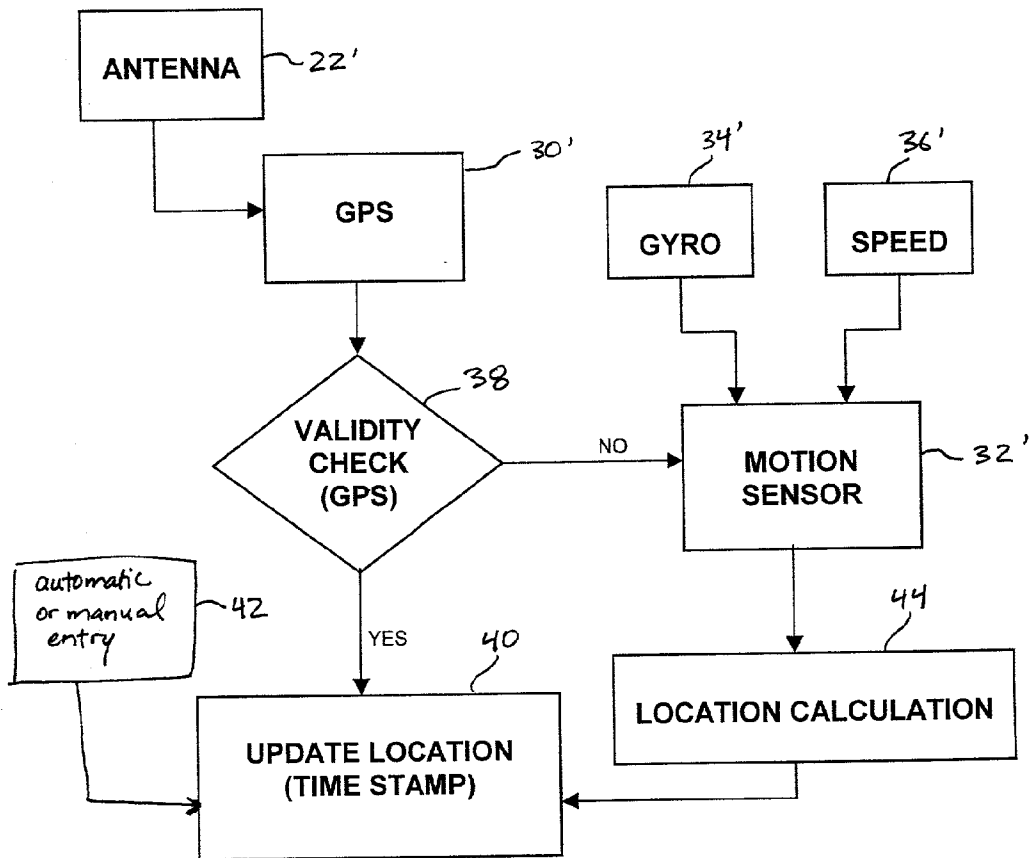 ANTENNA
22'
GPS
30'
34'
36'
GYRO
SPEED
38
VALIDITY
CHECK
(GPS)
NO
MOTION
SENSOR
32'
automatic
or manual
entry
42
YES
40
44
UPDATE LOCATION
(TIME STAMP)
LOCATION CALCULATION